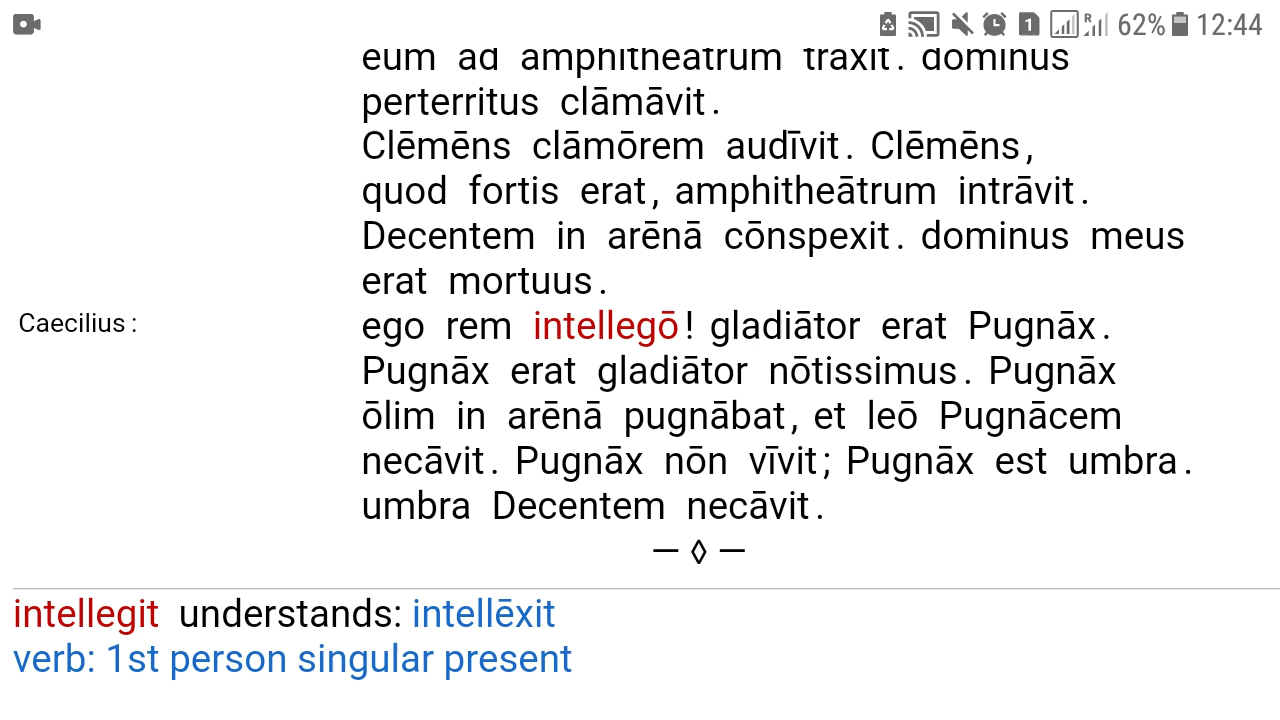 1 R 62% 12:44
eum ad amphitheātrum trāxit. dominus
perterritus clāmāvit.
Clēmēns clāmōrem audīvit. Clēmēns,
quod fortis erat, amphitheātrum intrāvit.
Decentem in arēnā cōnspexit. dominus meus
erat mortuus.
Caecilius: ego rem intellegō! gladiātor erat Pugnāx.
Pugnāx erat gladiātor nōtissimus. Pugnāx
ōlim in arēnā pugnābat, et leō Pugnācem
necāvit. Pugnāx nōn vīvit; Pugnāx est umbra.
umbra Decentem necāvit.
— ◊ —
intellegit understands: intellēxit
verb: 1st person singular present